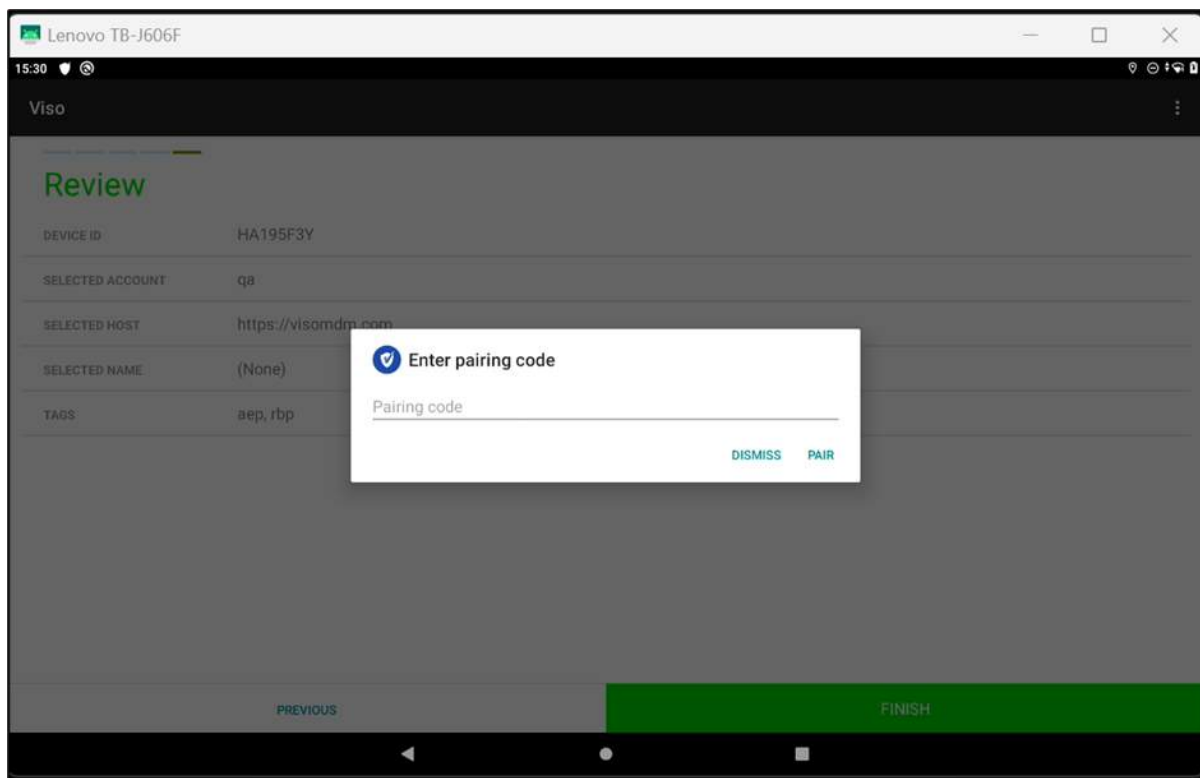 Lenovo TB-J606F
15:30
Viso
Review
DEVICE ID HA195F3Y
SELECTED ACCOUNT qa
SELECTED HOST https://visomdm.com
SELECTED NAME (None)
TAGS aep, rbp
Enter pairing code
Pairing code
DISMISS PAIR
PREVIOUS FINISH